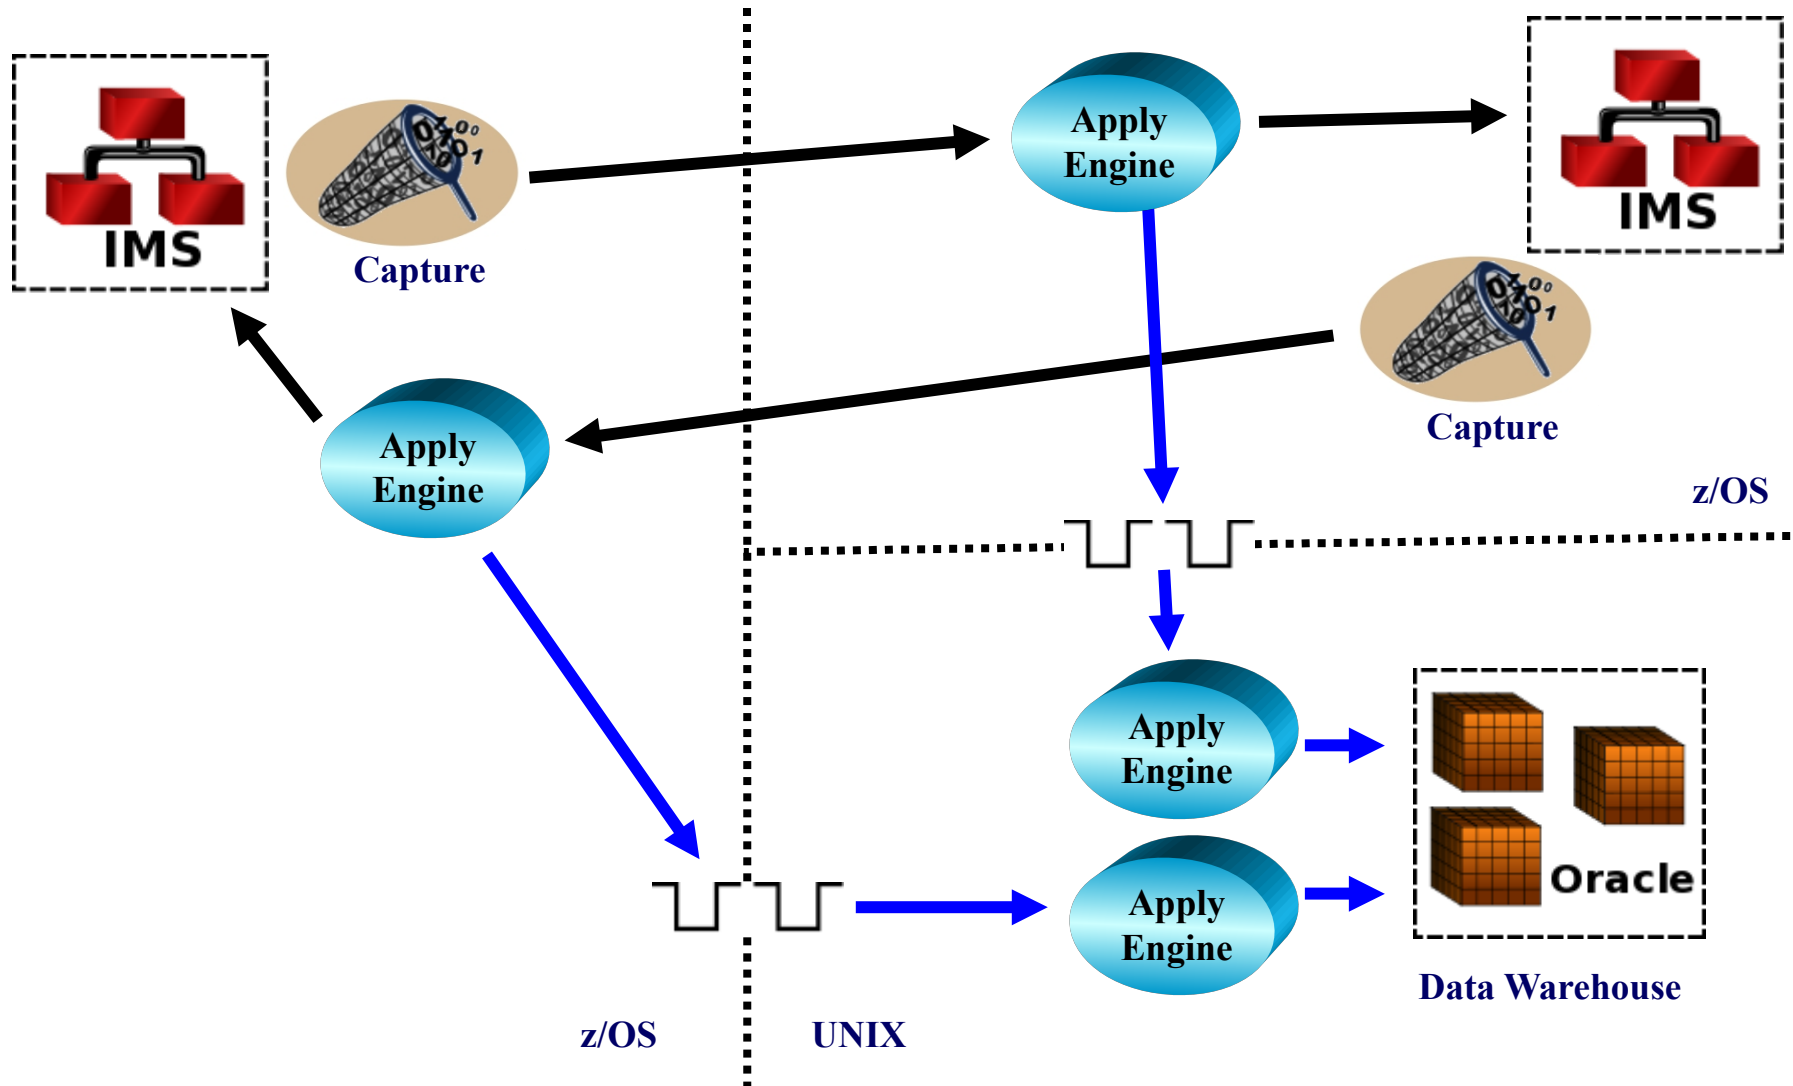 IMS
Capture
Apply
Engine
IMS
Capture
z/OS
Apply
Engine
Apply
Engine
Apply
Engine
Oracle
Data Warehouse
z/OS
UNIX